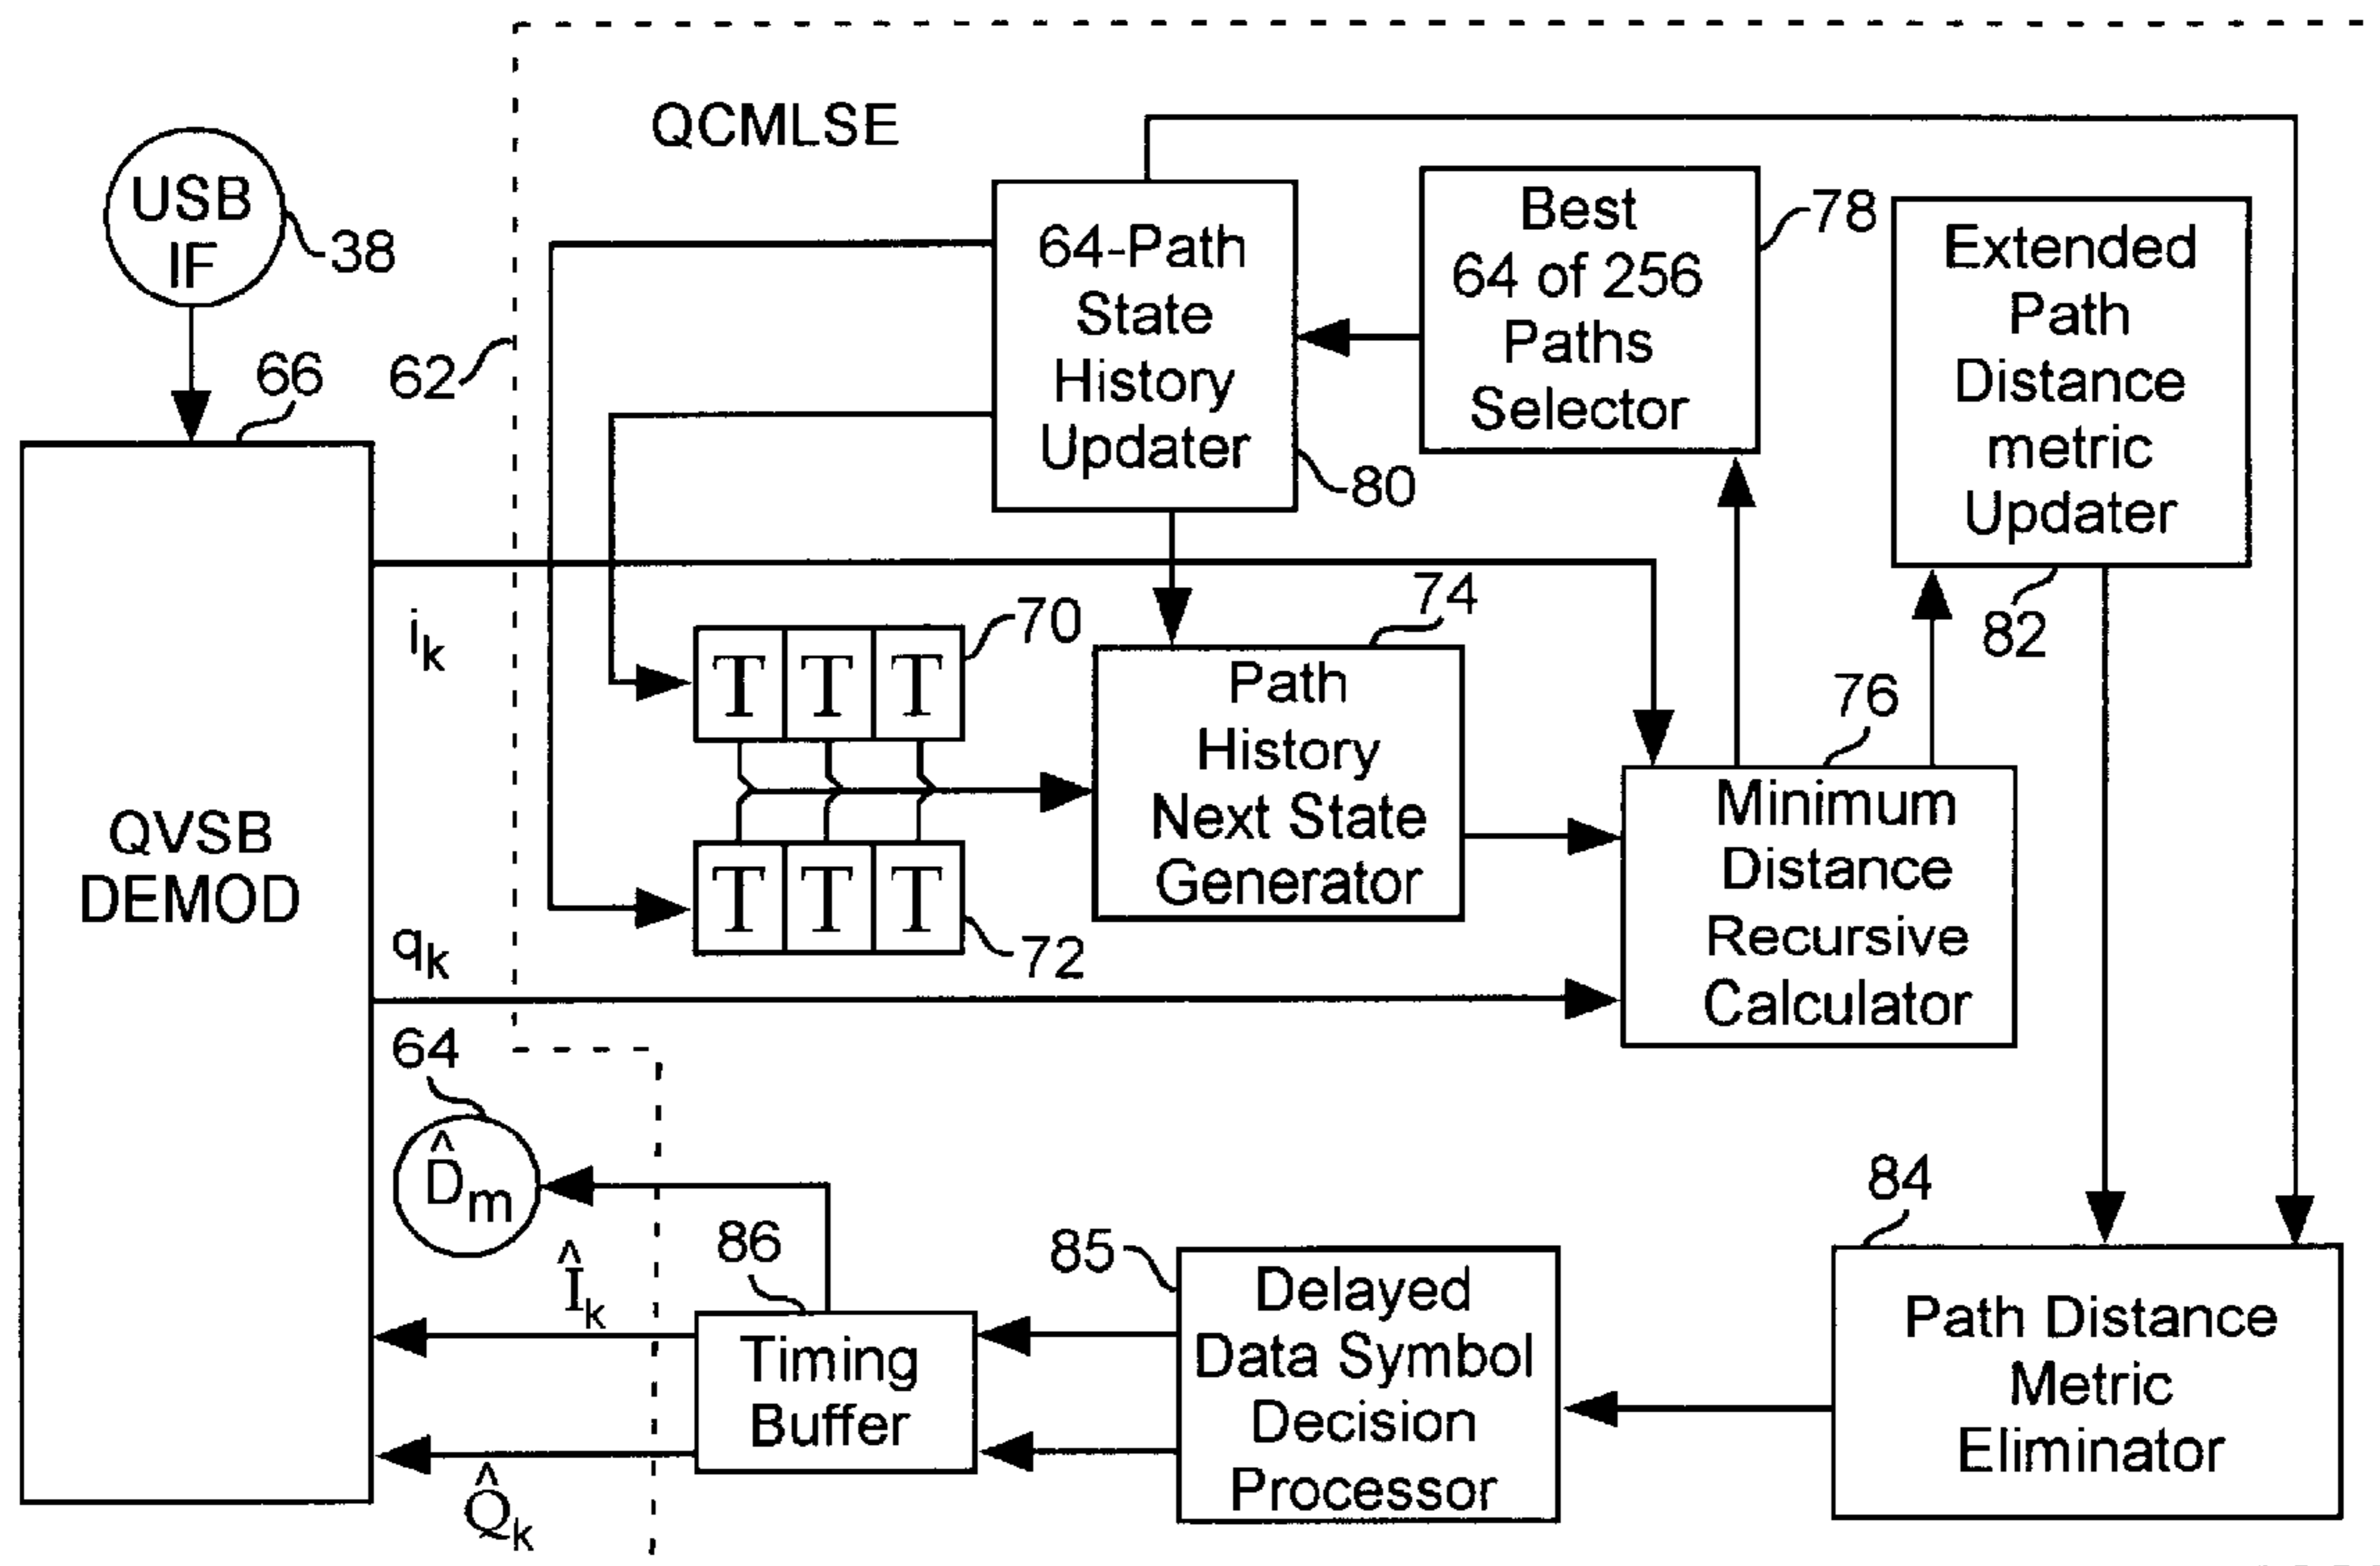 QCMLSE
USB
IF
38
62
66
64-Path
State
History
Updater
80
Best
64 of 256
Paths
Selector
78
Extended
Path
Distance
metric
Updater
82
QVSB
DEMOD
i_k
q_k
T T T
70
T T T
72
Path
History
Next State
Generator
74
Minimum
Distance
Recursive
Calculator
76
64
D̂_m
Î_k
Q̂_k
86
Timing
Buffer
85
Delayed
Data Symbol
Decision
Processor
84
Path Distance
Metric
Eliminator